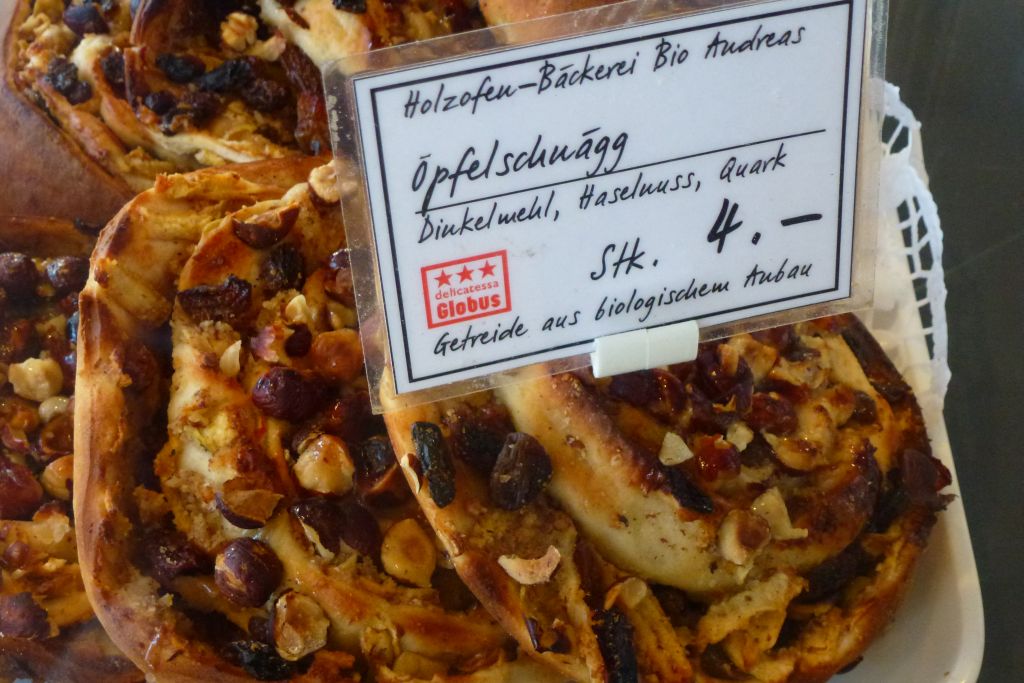 Holzofen-Bäckerei Bio Andreas
Öpfelschnägg
Dinkelmehl, Haselnuss, Quark
Stk. 4.–
★★★
delicatessa
Globus
Getreide aus biologischem Anbau